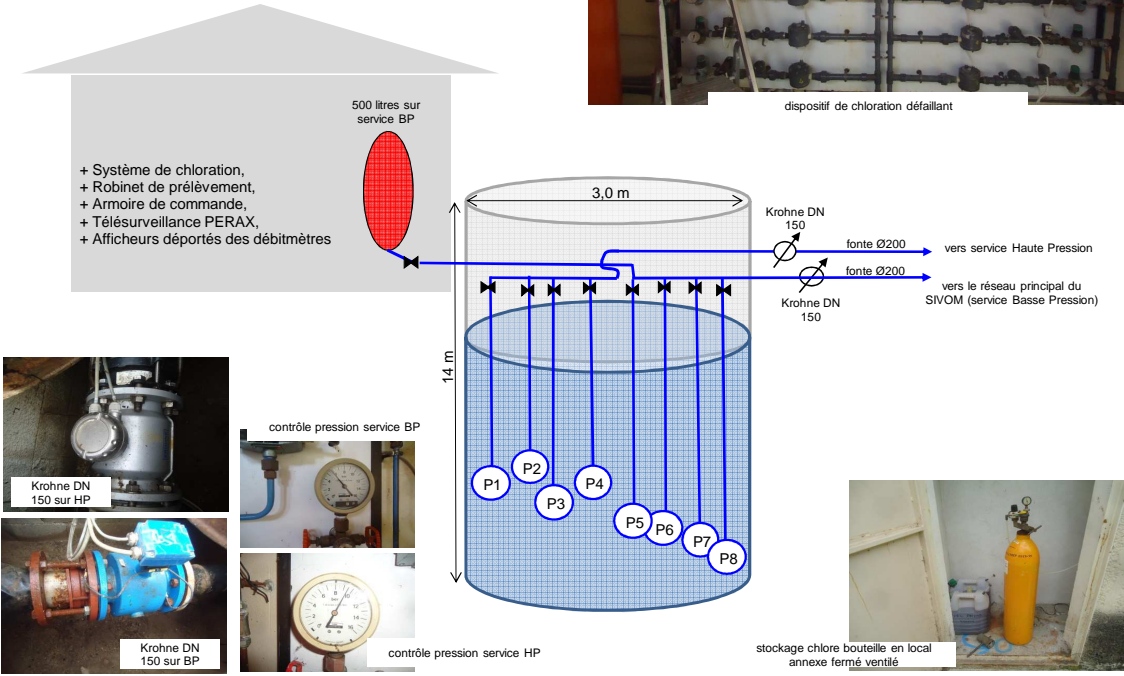 dispositif de chloration défaillant
500 litres sur
service BP
+ Système de chloration,
+ Robinet de prélèvement,
+ Armoire de commande,
+ Télésurveillance PERAX,
+ Afficheurs déportés des débitmètres
3,0 m
14 m
Krohne DN
150
fonte Ø200
vers service Haute Pression
fonte Ø200
vers le réseau principal du
SIVOM (service Basse Pression)
Krohne DN
150
P1
P2
P3
P4
P5
P6
P7
P8
Krohne DN
150 sur HP
contrôle pression service BP
Krohne DN
150 sur BP
contrôle pression service HP
stockage chlore bouteille en local
annexe fermé ventilé